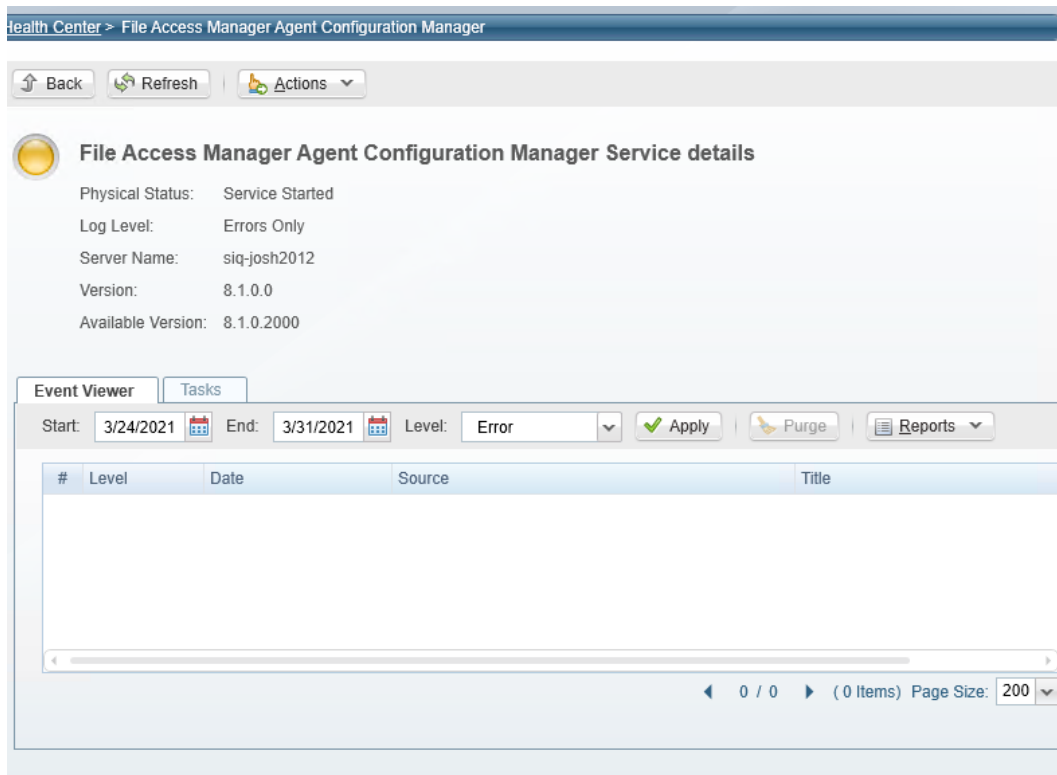 Health Center > File Access Manager Agent Configuration Manager
Back Refresh Actions
File Access Manager Agent Configuration Manager Service details
Physical Status: Service Started
Log Level: Errors Only
Server Name: siq-josh2012
Version: 8.1.0.0
Available Version: 8.1.0.2000
Event Viewer Tasks
Start: 3/24/2021 End: 3/31/2021 Level: Error Apply Purge Reports
# Level Date Source Title
0 / 0 ( 0 Items) Page Size: 200